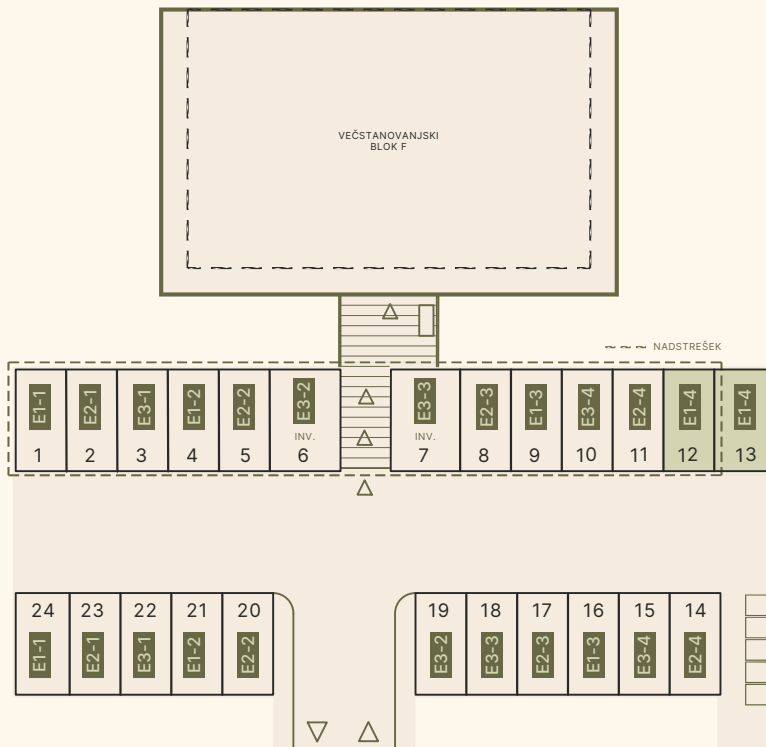 VEČSTANOVANJSKI
BLOK F
NADSTREŠEK
E1-1 E2-1 E3-1 E1-2 E2-2 E3-2 E3-3 E2-3 E1-3 E3-4 E2-4 E1-4 E1-4
INV. INV.
1 2 3 4 5 6 7 8 9 10 11 12 13
24 23 22 21 20 19 18 17 16 15 14
E1-1 E2-1 E3-1 E1-2 E2-2 E3-2 E3-3 E2-3 E1-3 E3-4 E2-4